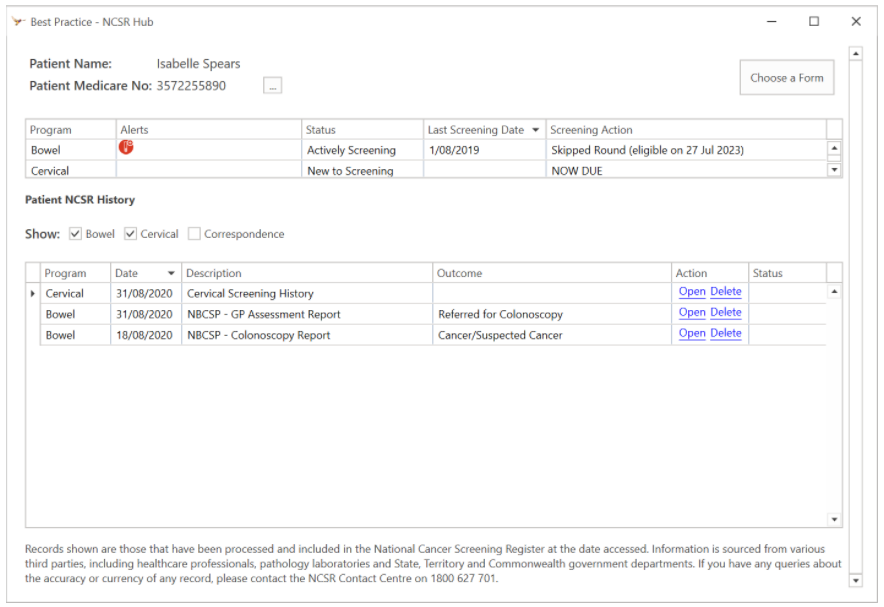 Best Practice - NCSR Hub
Patient Name: Isabelle Spears
Patient Medicare No: 3572255890 ...
Choose a Form
Program Alerts Status Last Screening Date Screening Action
Bowel Actively Screening 1/08/2019 Skipped Round (eligible on 27 Jul 2023)
Cervical New to Screening NOW DUE
Patient NCSR History
Show: Bowel Cervical Correspondence
Program Date Description Outcome Action Status
Cervical 31/08/2020 Cervical Screening History Open Delete
Bowel 31/08/2020 NBCSP - GP Assessment Report Referred for Colonoscopy Open Delete
Bowel 18/08/2020 NBCSP - Colonoscopy Report Cancer/Suspected Cancer Open Delete
Records shown are those that have been processed and included in the National Cancer Screening Register at the date accessed. Information is sourced from various
third parties, including healthcare professionals, pathology laboratories and State, Territory and Commonwealth government departments. If you have any queries about
the accuracy or currency of any record, please contact the NCSR Contact Centre on 1800 627 701.